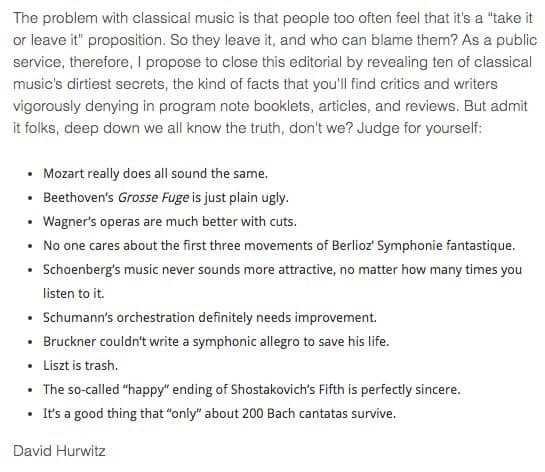 The problem with classical music is that people too often feel that it's a "take it
or leave it" proposition. So they leave it, and who can blame them? As a public
service, therefore, I propose to close this editorial by revealing ten of classical
music's dirtiest secrets, the kind of facts that you'll find critics and writers
vigorously denying in program note booklets, articles, and reviews. But admit
it folks, deep down we all know the truth, don't we? Judge for yourself:
• Mozart really does all sound the same.
• Beethoven's Grosse Fuge is just plain ugly.
• Wagner's operas are much better with cuts.
• No one cares about the first three movements of Berlioz' Symphonie fantastique.
• Schoenberg's music never sounds more attractive, no matter how many times you
listen to it.
• Schumann's orchestration definitely needs improvement.
• Bruckner couldn't write a symphonic allegro to save his life.
• Liszt is trash.
• The so-called "happy" ending of Shostakovich's Fifth is perfectly sincere.
• It's a good thing that "only" about 200 Bach cantatas survive.
David Hurwitz